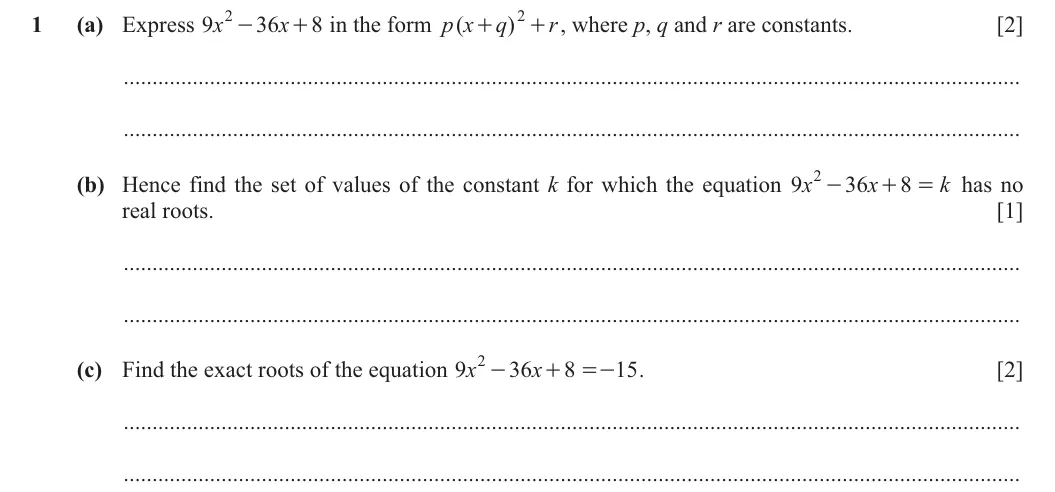 1 (a) Express 9x² − 36x + 8 in the form p(x + q)² + r, where p, q and r are constants. [2]
................................................................................
................................................................................
(b) Hence find the set of values of the constant k for which the equation 9x² − 36x + 8 = k has no
real roots. [1]
................................................................................
................................................................................
(c) Find the exact roots of the equation 9x² − 36x + 8 = −15. [2]
................................................................................
................................................................................